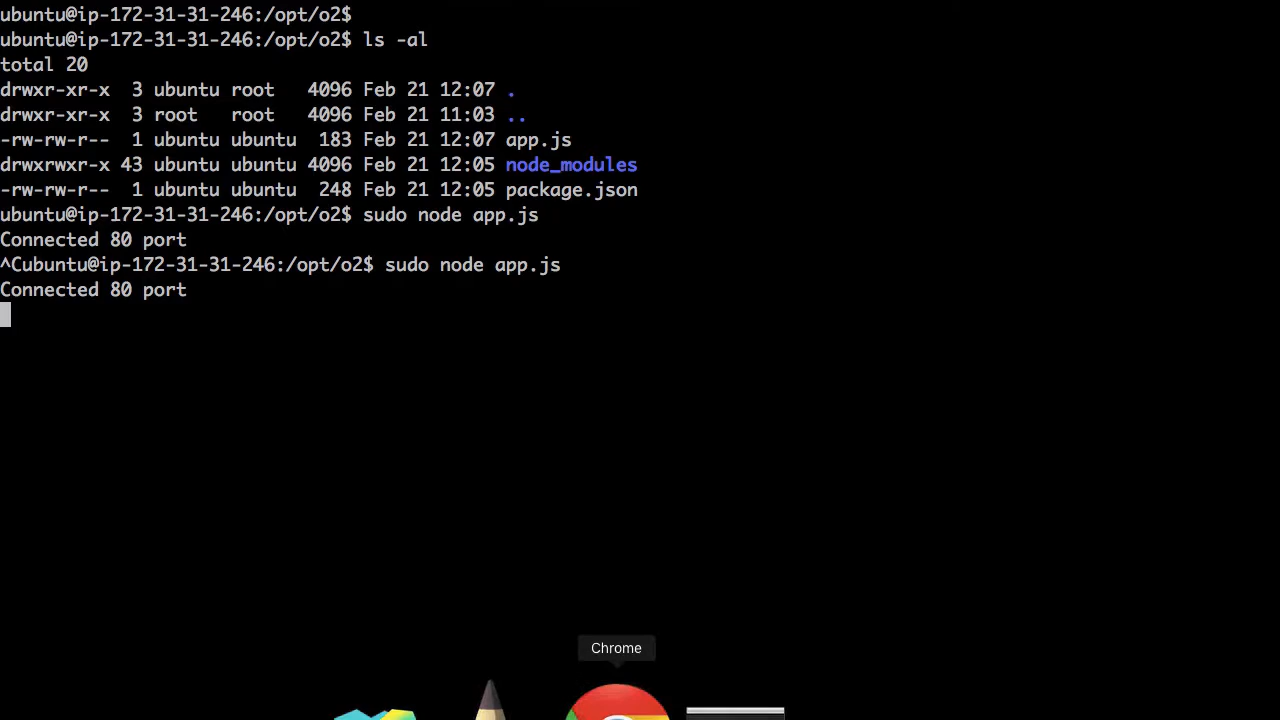 ubuntu@ip-172-31-31-246:/opt/o2$
ubuntu@ip-172-31-31-246:/opt/o2$ ls -al
total 20
drwxr-xr-x  3 ubuntu root   4096 Feb 21 12:07 .
drwxr-xr-x  3 root   root   4096 Feb 21 11:03 ..
-rw-rw-r--  1 ubuntu ubuntu  183 Feb 21 12:07 app.js
drwxrwxr-x 43 ubuntu ubuntu 4096 Feb 21 12:05 node_modules
-rw-rw-r--  1 ubuntu ubuntu  248 Feb 21 12:05 package.json
ubuntu@ip-172-31-31-246:/opt/o2$ sudo node app.js
Connected 80 port
^Cubuntu@ip-172-31-31-246:/opt/o2$ sudo node app.js
Connected 80 port
Chrome